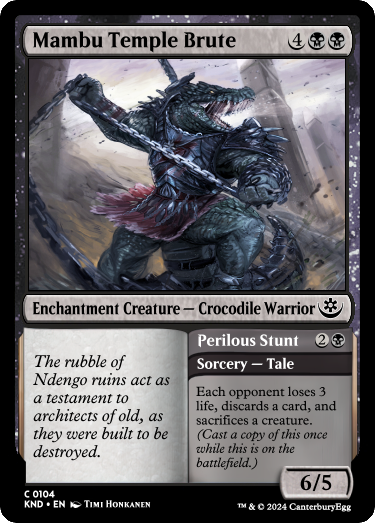 Mambu Temple Brute 4
Enchantment Creature — Crocodile Warrior
The rubble of
Ndengo ruins act as
a testament to
architects of old, as
they were built to be
destroyed.
Perilous Stunt 2
Sorcery — Tale
Each opponent loses 3
life, discards a card, and
sacrifices a creature.
(Cast a copy of this once
while this is on the
battlefield.)
6/5
C 0104
KND • EN Timi Honkanen
™ & © 2024 CanterburyEgg